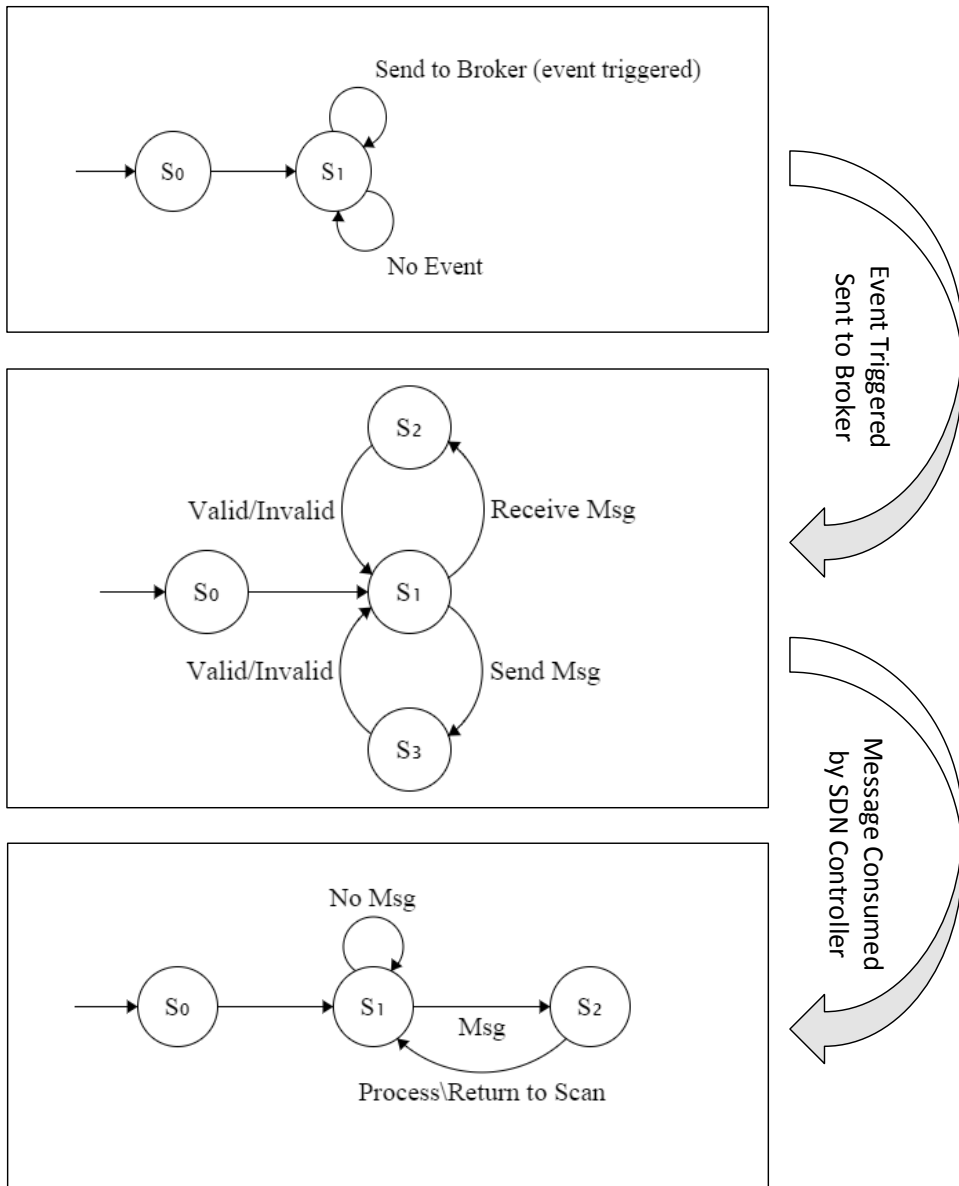 Send to Broker (event triggered)
S₀
S₁
No Event
Event Triggered
Sent to Broker
S₂
Valid/Invalid
Receive Msg
S₀
S₁
Valid/Invalid
Send Msg
S₃
Message Consumed
by SDN Controller
No Msg
S₀
S₁
S₂
Msg
Process\Return to Scan